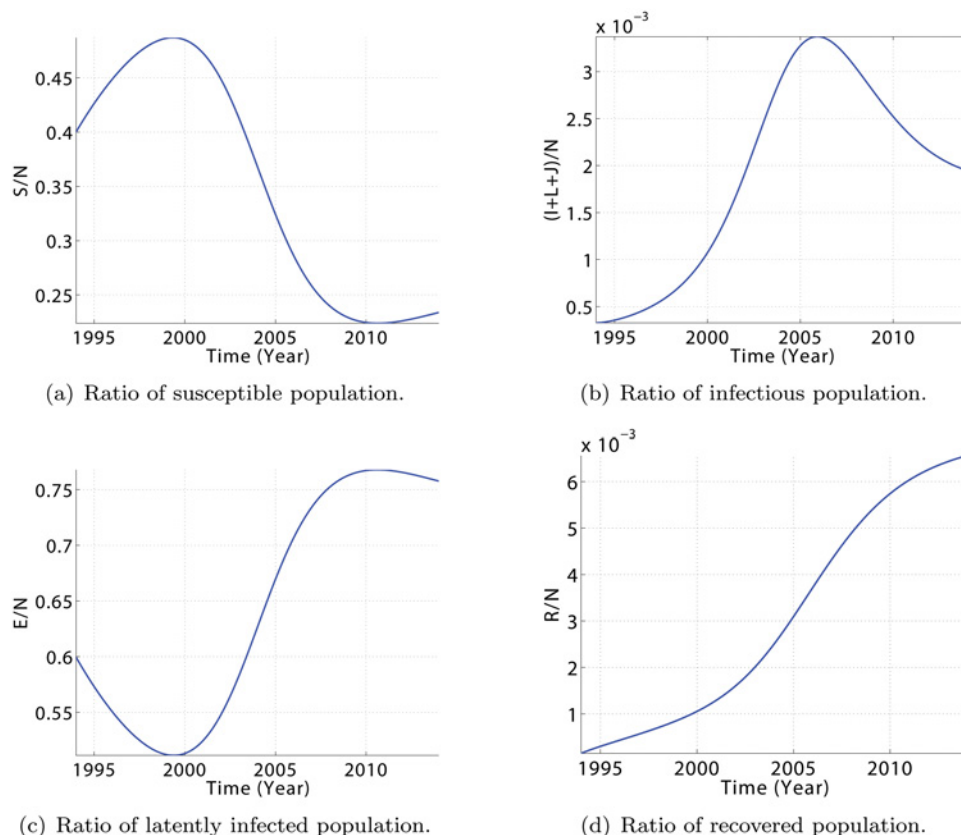 0.45
0.4
0.35
0.3
0.25
S/N
1995 2000 2005 2010
Time (Year)
(a) Ratio of susceptible population.
x 10⁻³
3
2.5
2
1.5
1
0.5
(I+L+J)/N
1995 2000 2005 2010
Time (Year)
(b) Ratio of infectious population.
0.75
0.7
0.65
0.6
0.55
E/N
1995 2000 2005 2010
Time (Year)
(c) Ratio of latently infected population.
x 10⁻³
6
5
4
3
2
1
R/N
1995 2000 2005 2010
Time (Year)
(d) Ratio of recovered population.